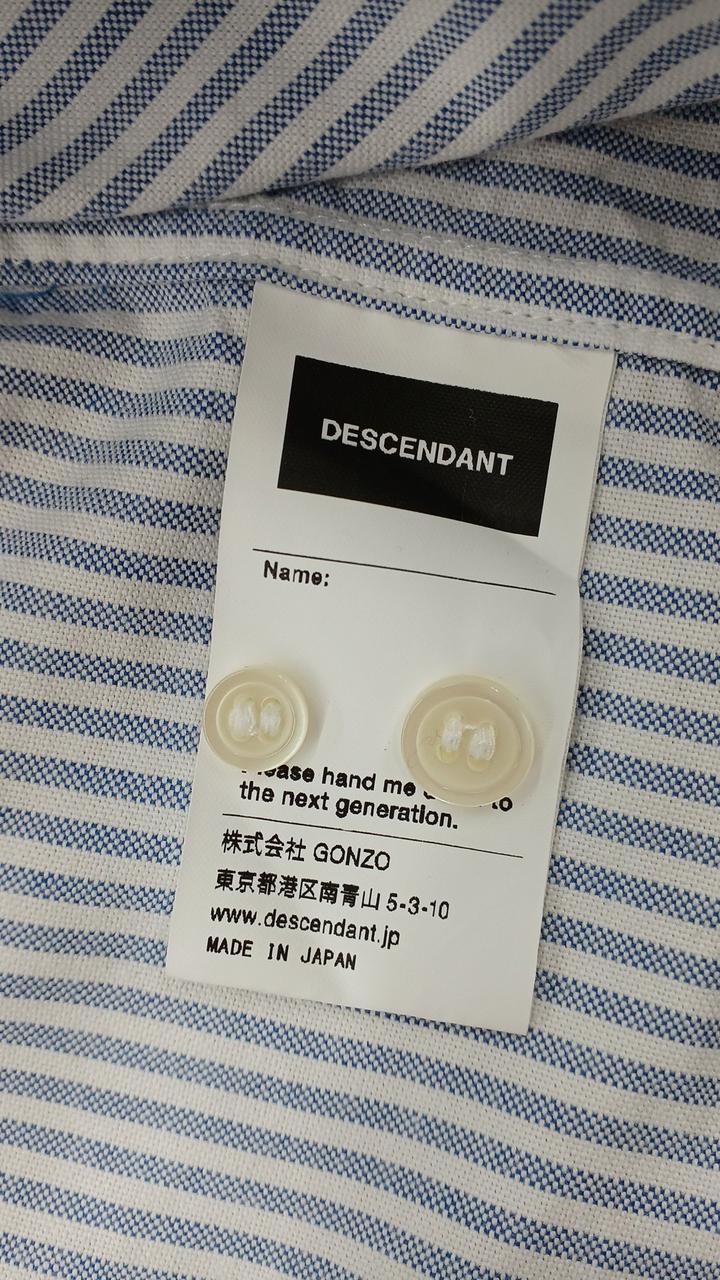 DESCENDANT
Name:
hand me to
the next generation.
株式会社 GONZO
東京都港区南青山 5-3-10
www.descendant.jp
MADE IN JAPAN